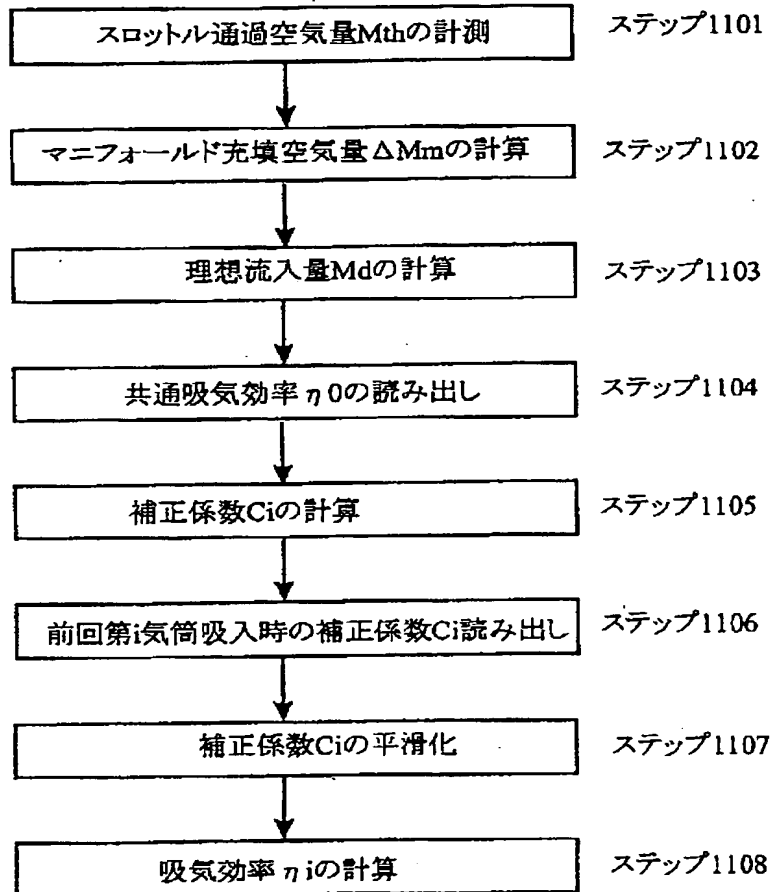 スロットル通過空気量Mthの計測 ステップ1101
マニフォールド充填空気量ΔMmの計算 ステップ1102
理想流入量Mdの計算 ステップ1103
共通吸気効率η0の読み出し ステップ1104
補正係数Ciの計算 ステップ1105
前回第i気筒吸入時の補正係数Ci読み出し ステップ1106
補正係数Ciの平滑化 ステップ1107
吸気効率ηiの計算 ステップ1108